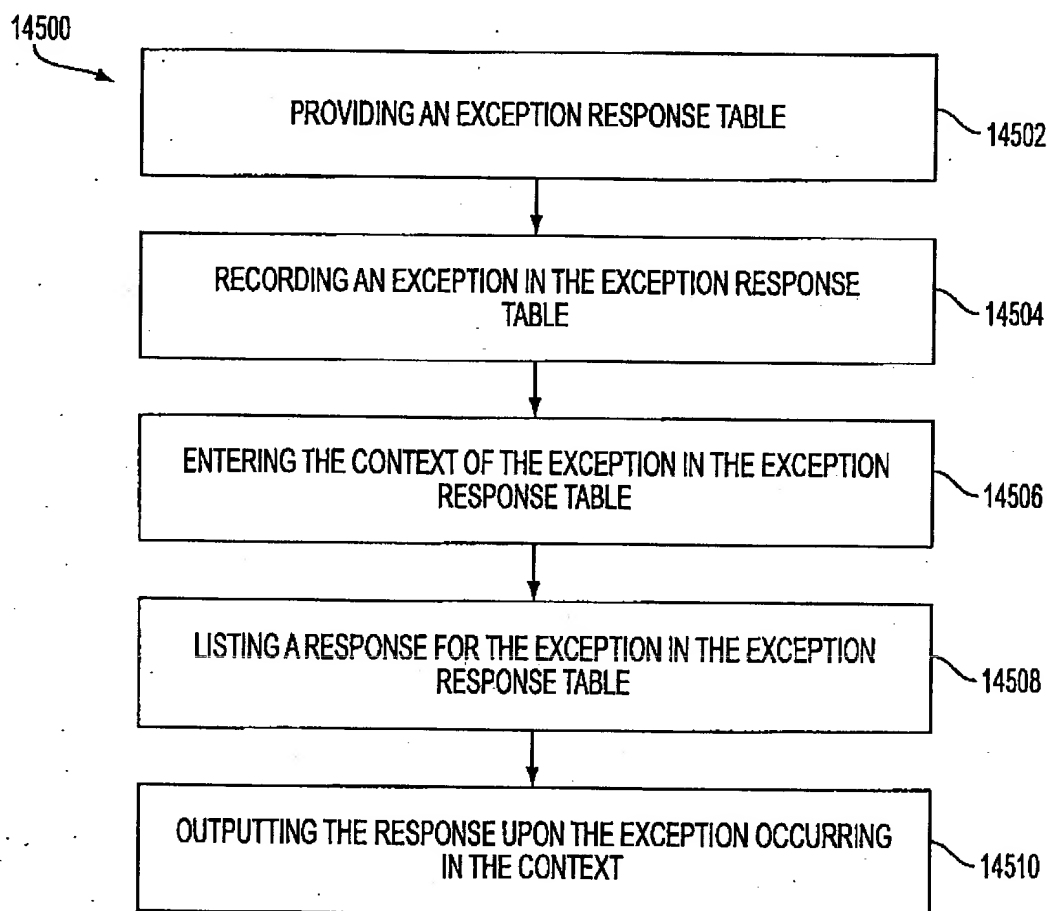 14500
PROVIDING AN EXCEPTION RESPONSE TABLE
14502
RECORDING AN EXCEPTION IN THE EXCEPTION RESPONSE
TABLE
14504
ENTERING THE CONTEXT OF THE EXCEPTION IN THE EXCEPTION
RESPONSE TABLE
14506
LISTING A RESPONSE FOR THE EXCEPTION IN THE EXCEPTION
RESPONSE TABLE
14508
OUTPUTTING THE RESPONSE UPON THE EXCEPTION OCCURRING
IN THE CONTEXT
14510